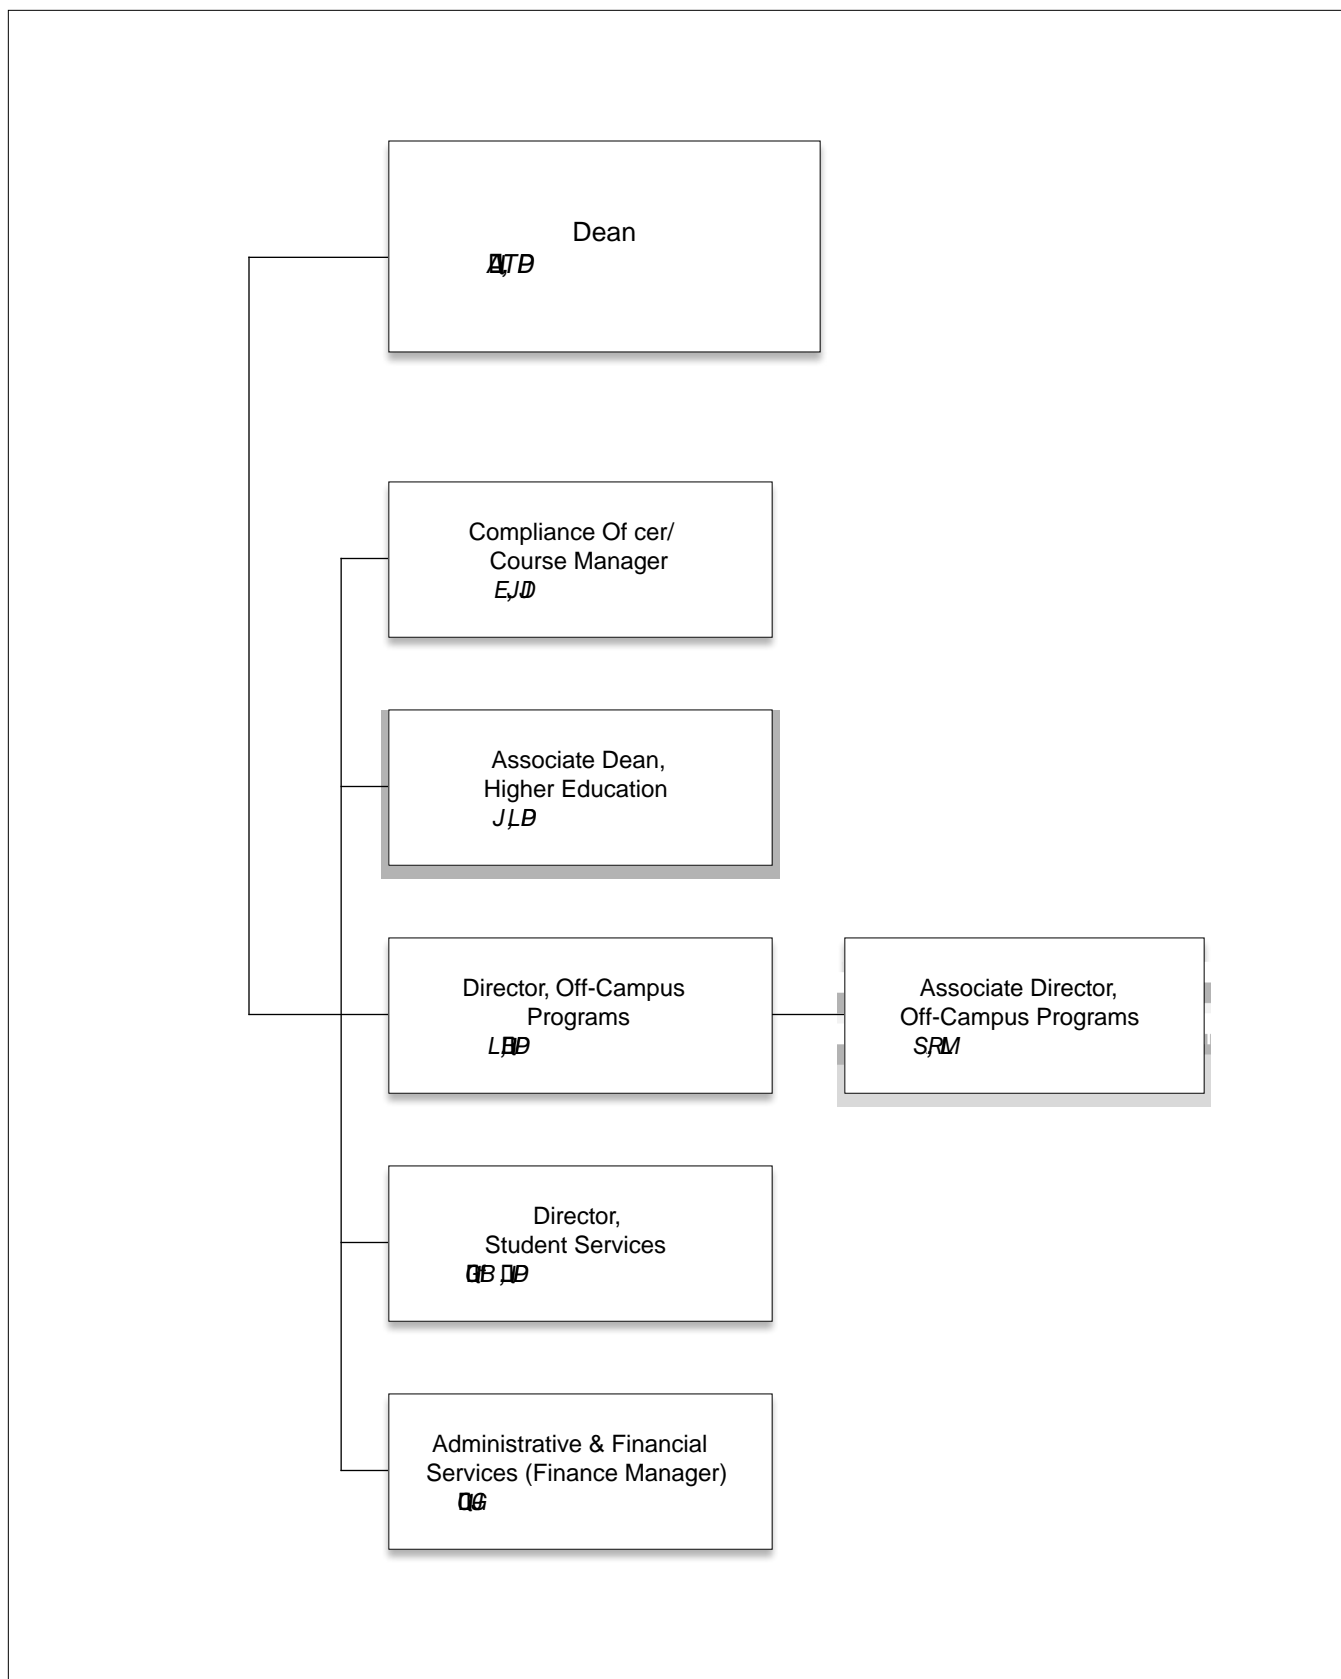 Dean
Compliance Of cer/
Course Manager
Associate Dean,
Higher Education
Director, Off-Campus
Programs
Associate Director,
Off-Campus Programs
Director,
Student Services
Administrative & Financial
Services (Finance Manager)